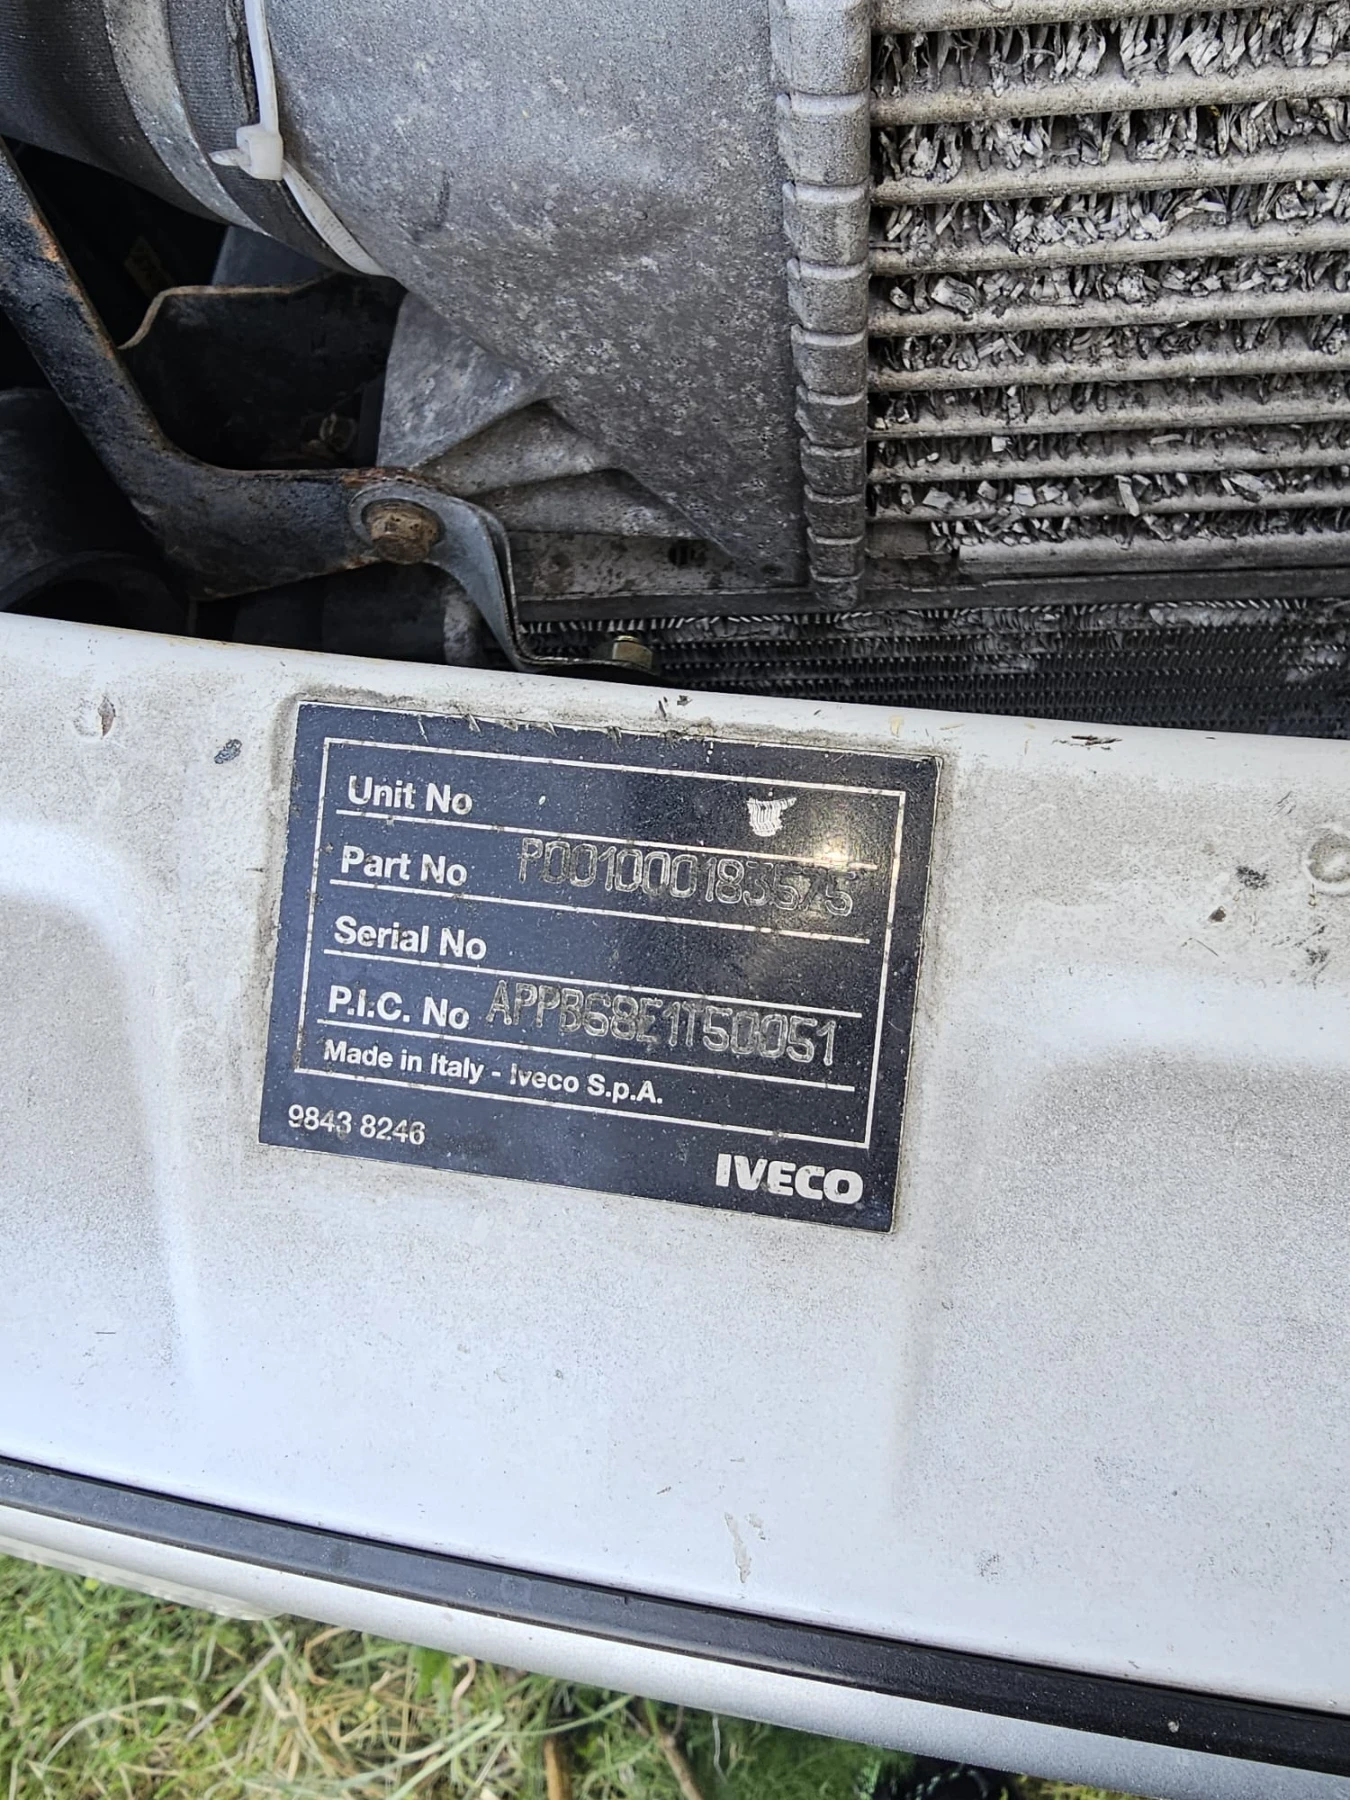 Unit No
Part No P001000183575
Serial No
P.I.C. No APPB68E1T50051
Made in Italy - Iveco S.p.A.
9843 8246
IVECO